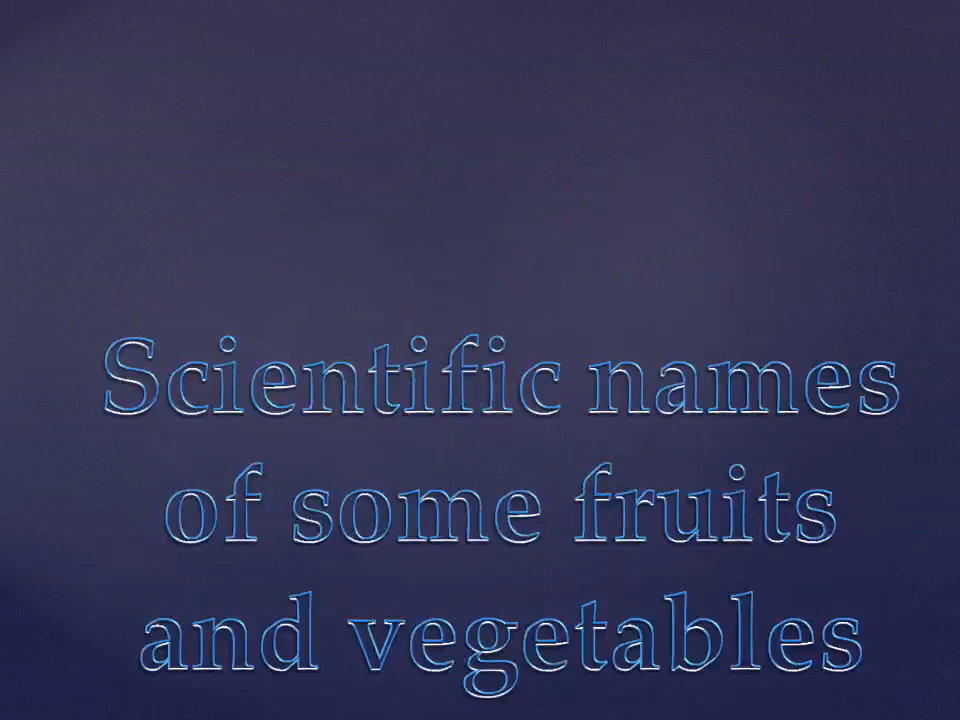 Scientific names
of some fruits
and vegetables